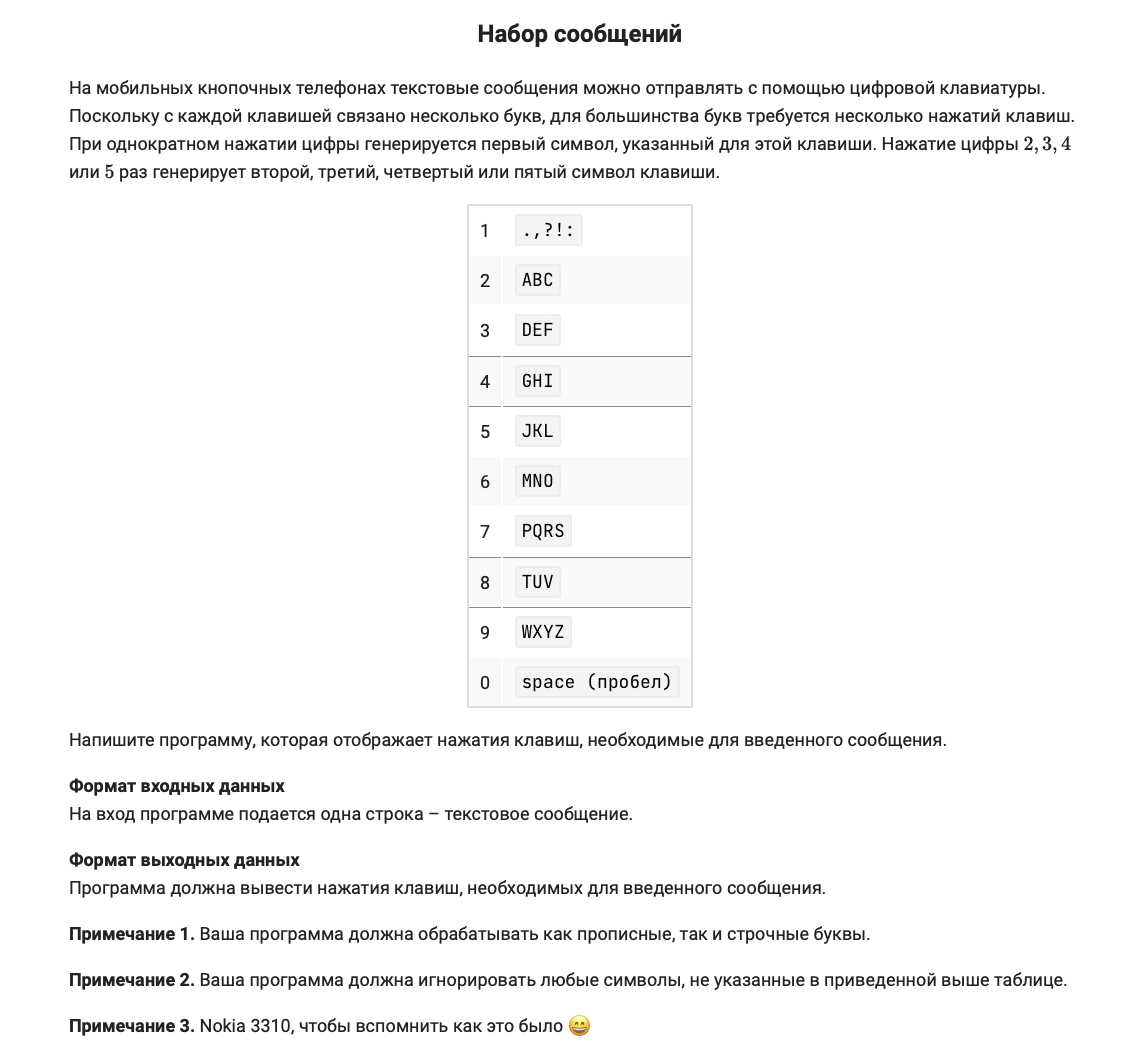 Набор сообщений
На мобильных кнопочных телефонах текстовые сообщения можно отправлять с помощью цифровой клавиатуры.
Поскольку с каждой клавишей связано несколько букв, для большинства букв требуется несколько нажатий клавиш.
При однократном нажатии цифры генерируется первый символ, указанный для этой клавиши. Нажатие цифры 2, 3, 4
или 5 раз генерирует второй, третий, четвертый или пятый символ клавиши.
1 .,?!:
2 ABC
3 DEF
4 GHI
5 JKL
6 MNO
7 PQRS
8 TUV
9 WXYZ
0 space (пробел)
Напишите программу, которая отображает нажатия клавиш, необходимые для введенного сообщения.
Формат входных данных
На вход программе подается одна строка – текстовое сообщение.
Формат выходных данных
Программа должна вывести нажатия клавиш, необходимых для введенного сообщения.
Примечание 1. Ваша программа должна обрабатывать как прописные, так и строчные буквы.
Примечание 2. Ваша программа должна игнорировать любые символы, не указанные в приведенной выше таблице.
Примечание 3. Nokia 3310, чтобы вспомнить как это было 😄